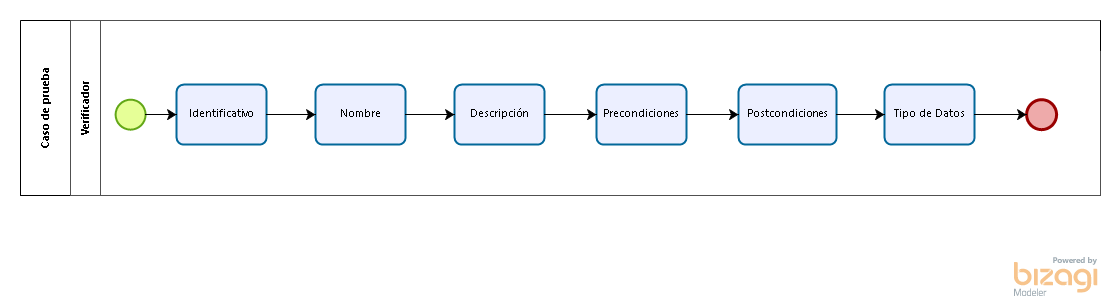 Caso de prueba
Verificador
Identificativo
Nombre
Descripción
Precondiciones
Postcondiciones
Tipo de Datos
Powered by
bizagi
Modeler